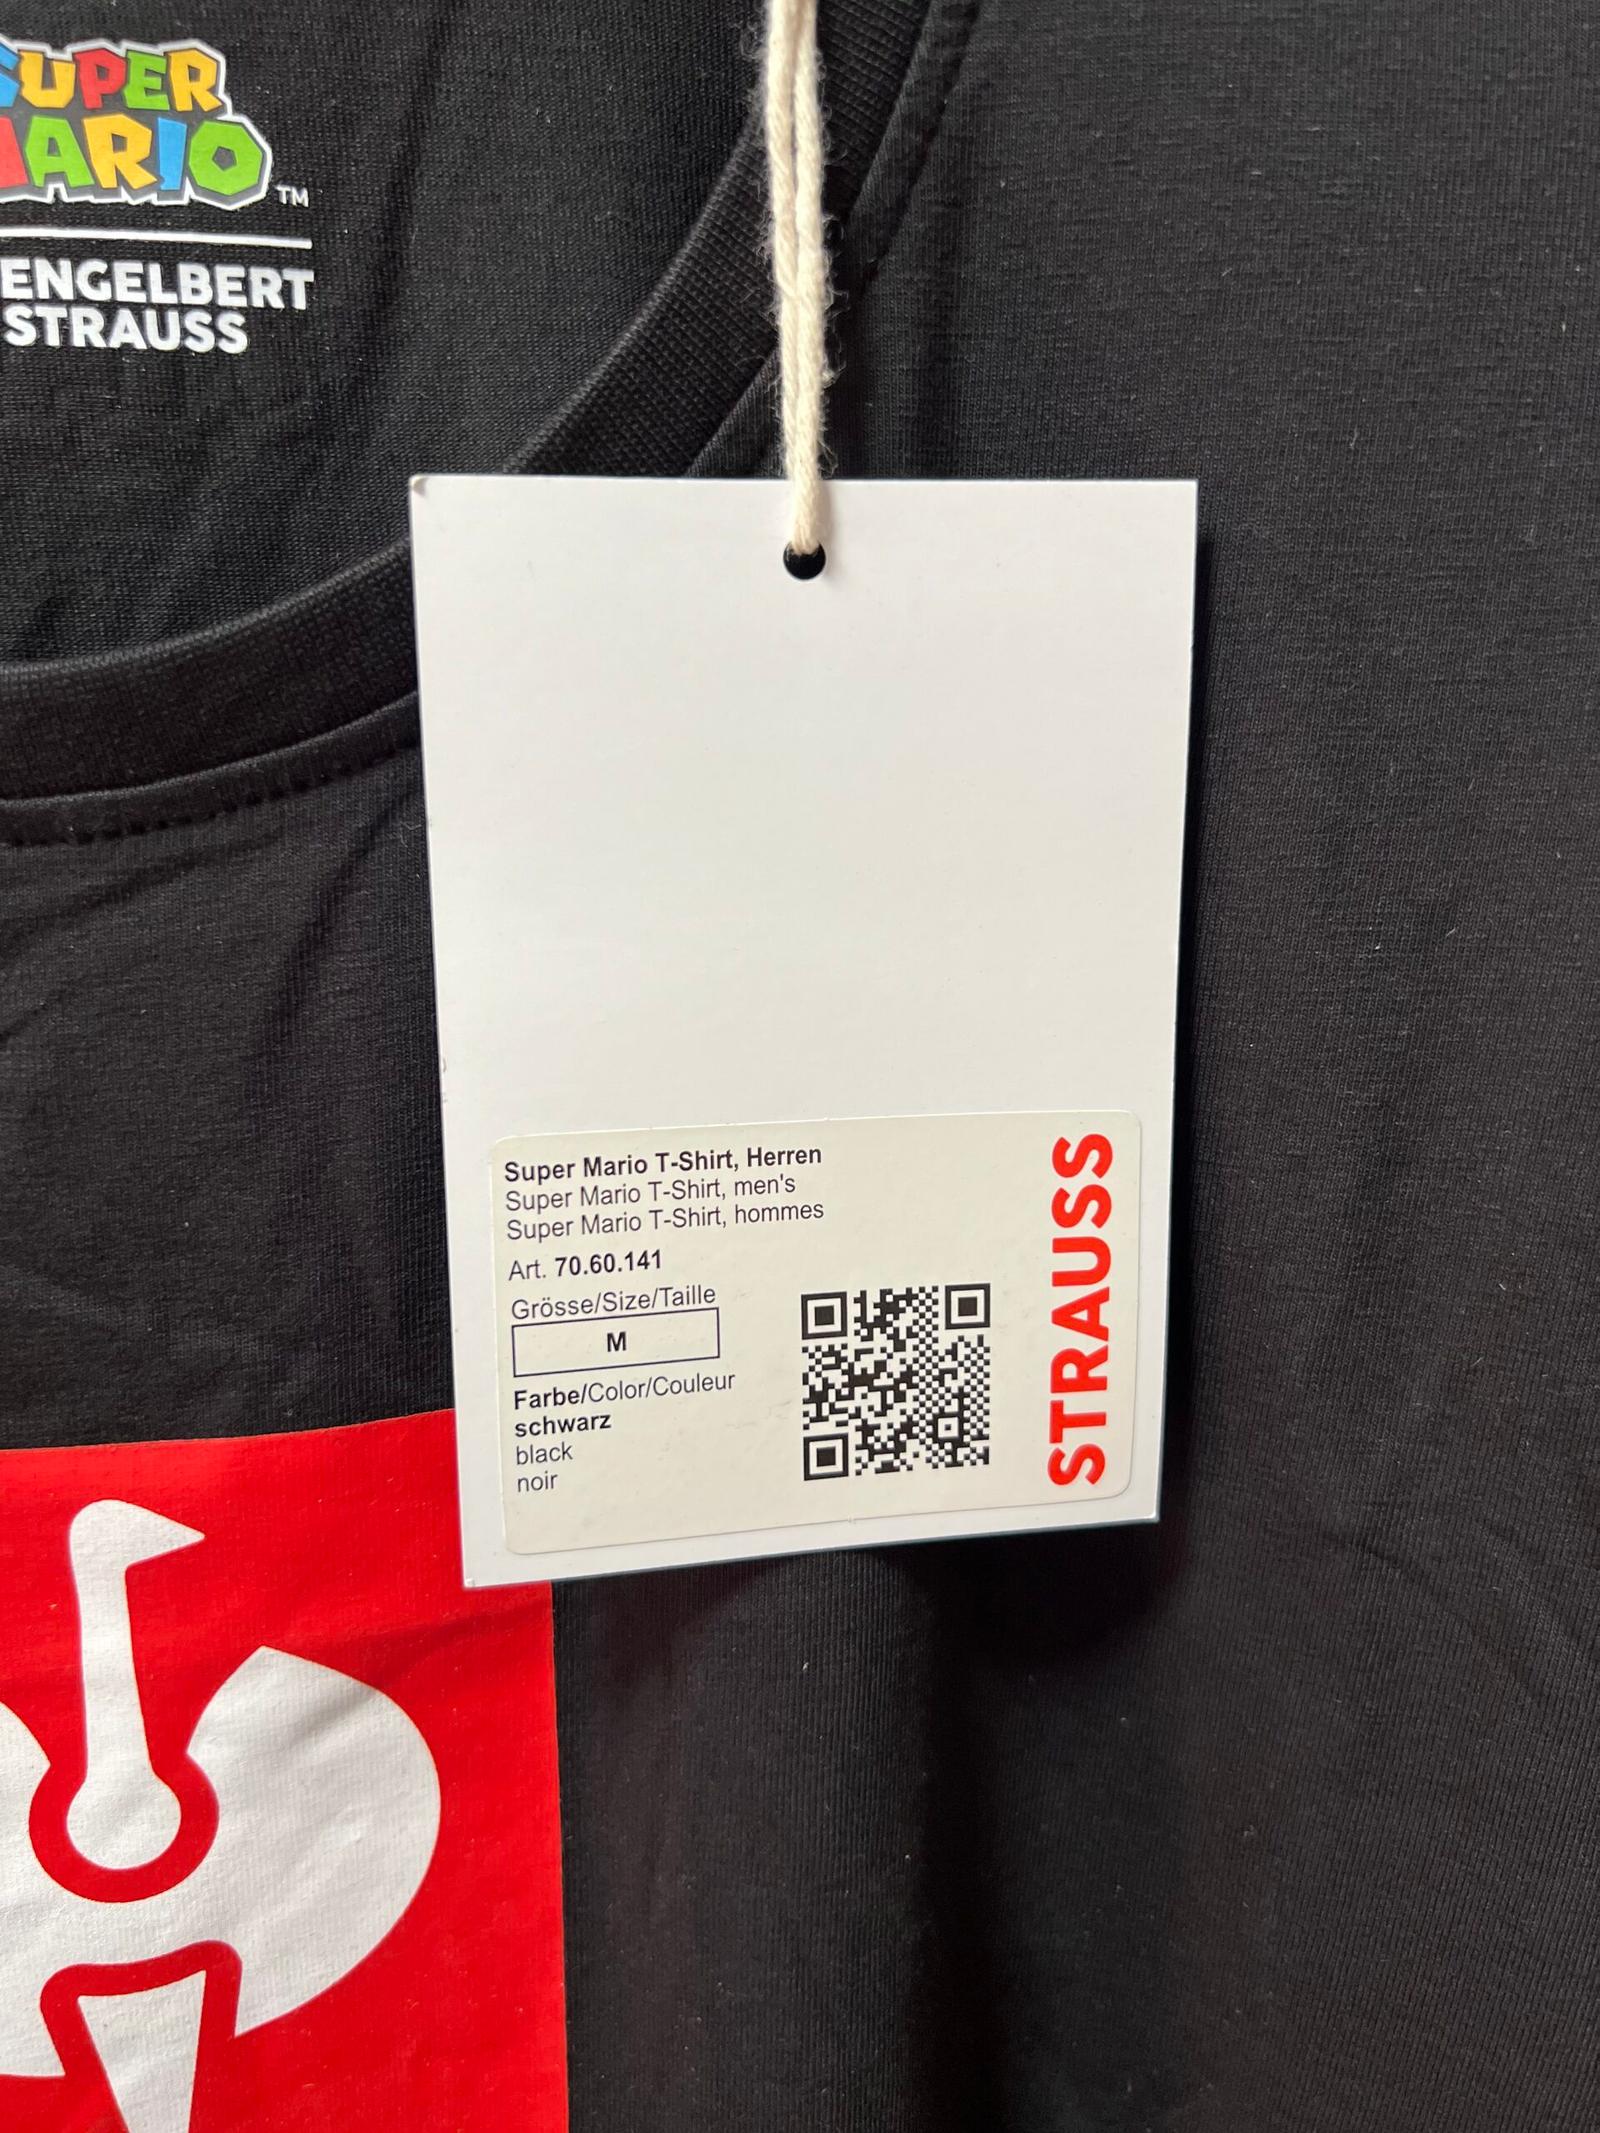 SUPER
MARIO
TM
ENGELBERT
STRAUSS
Super Mario T-Shirt, Herren
Super Mario T-Shirt, men's
Super Mario T-Shirt, hommes
Art. 70.60.141
Grösse/Size/Taille
M
Farbe/Color/Couleur
schwarz
black
noir
STRAUSS